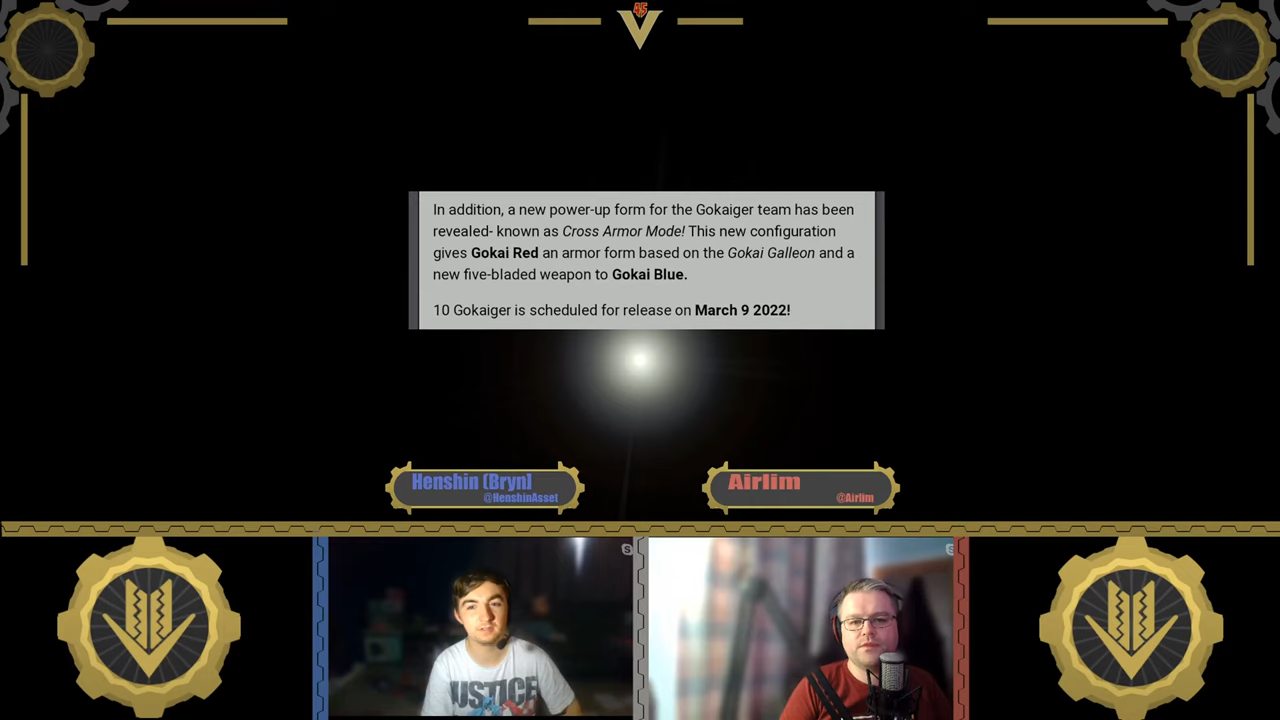 45
V
In addition, a new power-up form for the Gokaiger team has been
revealed- known as Cross Armor Mode! This new configuration
gives Gokai Red an armor form based on the Gokai Galleon and a
new five-bladed weapon to Gokai Blue.
10 Gokaiger is scheduled for release on March 9 2022!
Henshin (Bryn)
@HenshinAsset
Airlim
@Airlim
S
S
JUSTICE